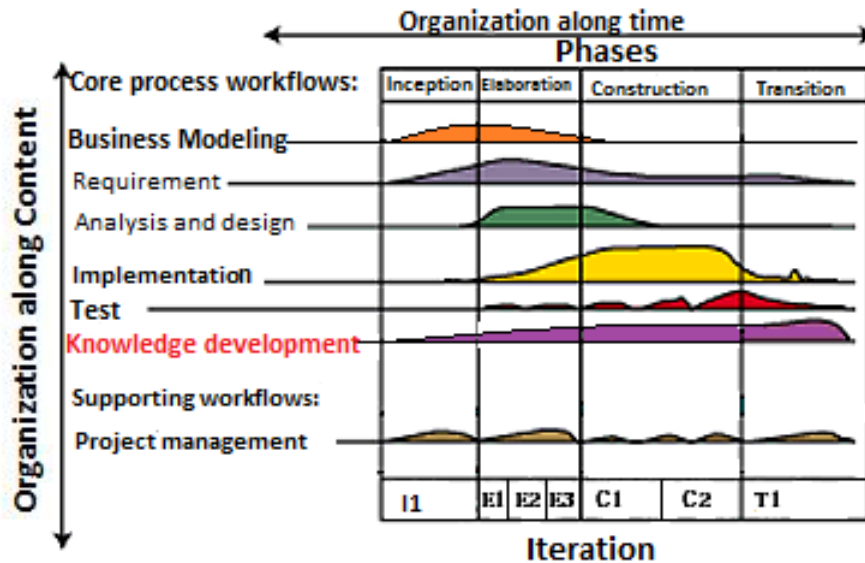 Organization along time
Phases
Core process workflows:
Inception Elaboration Construction Transition
Organization along Content
Business Modeling
Requirement
Analysis and design
Implementation
Test
Knowledge development
Supporting workflows:
Project management
I1 E1 E2 E3 C1 C2 T1
Iteration